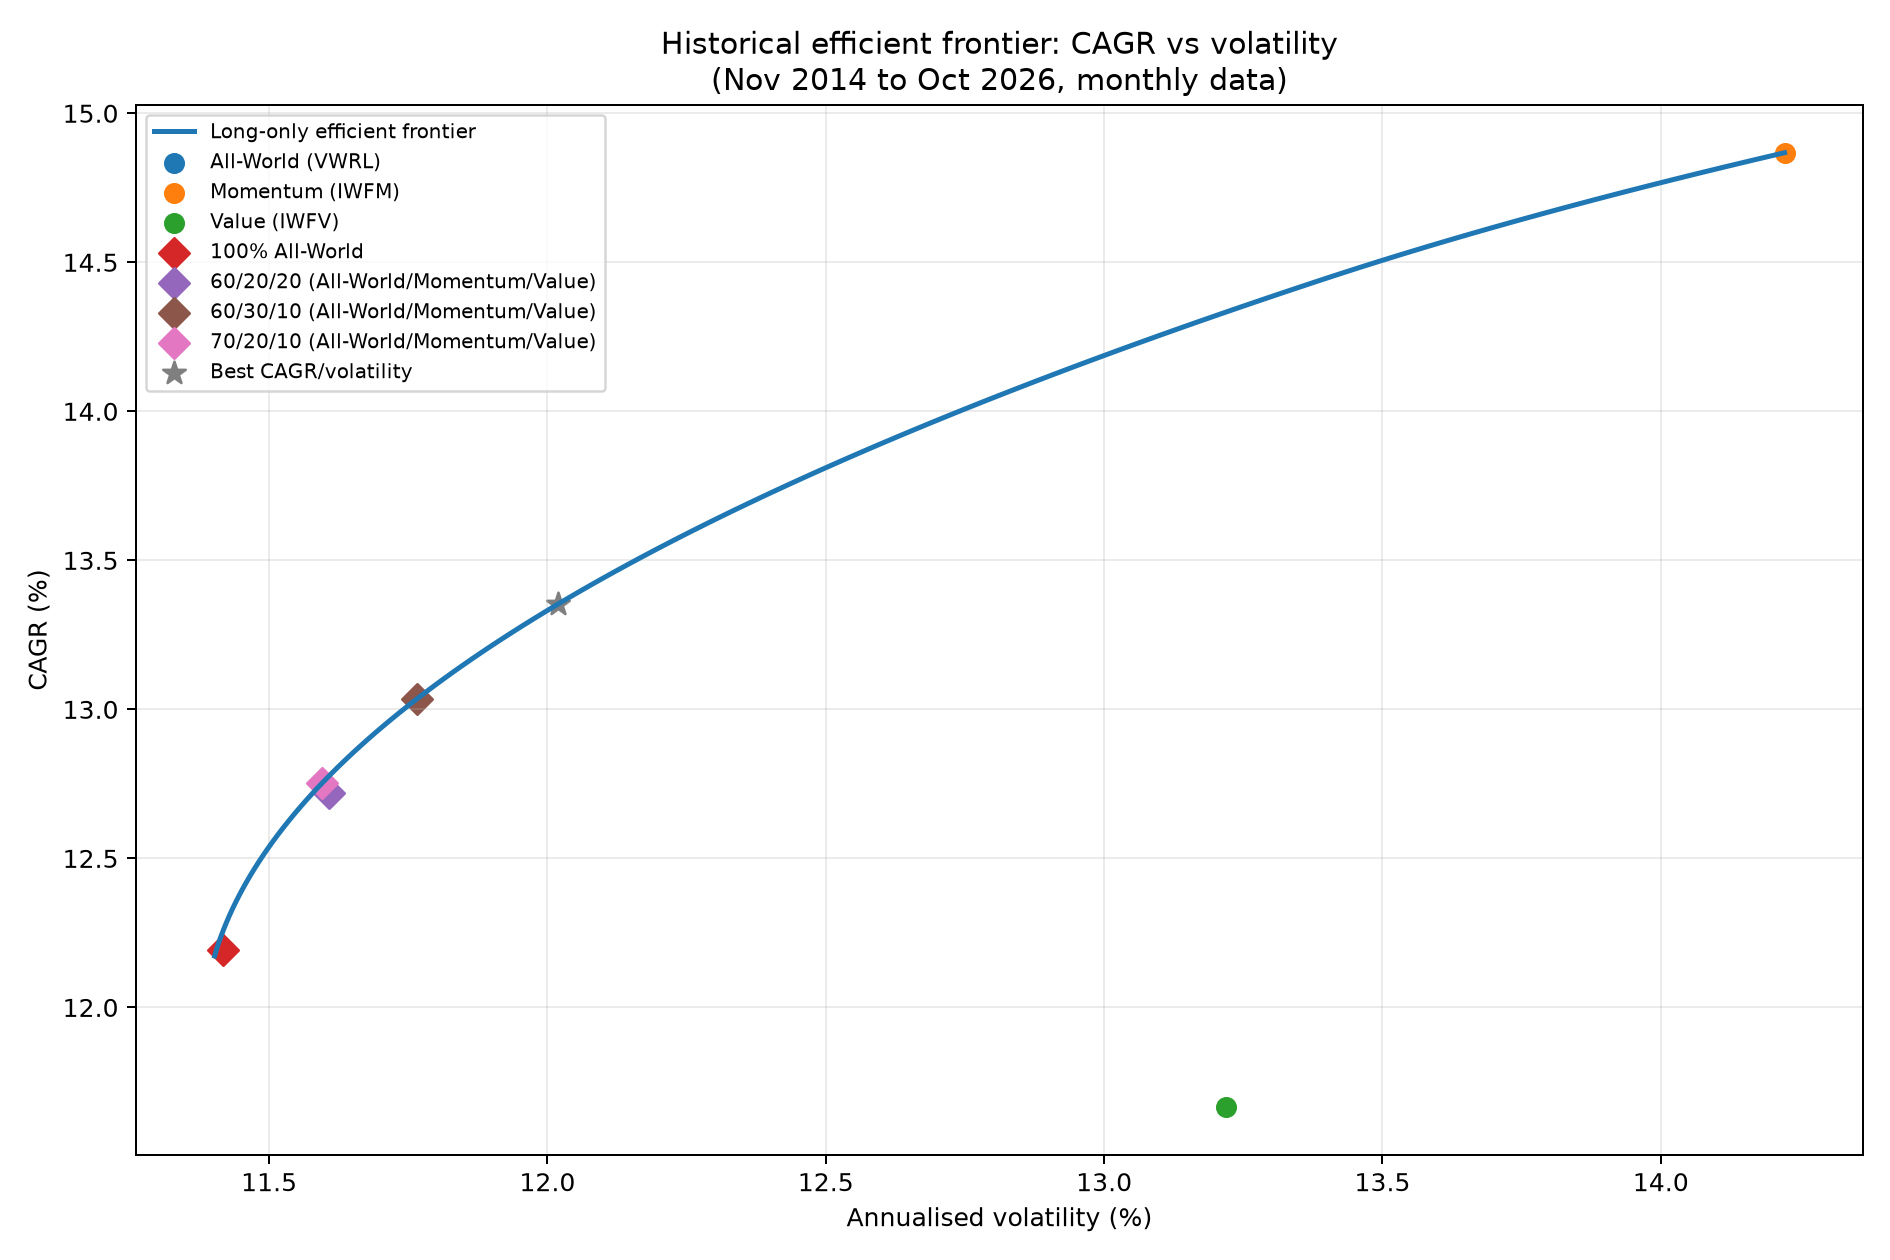 Historical efficient frontier: CAGR vs volatility
(Nov 2014 to Oct 2026, monthly data)
Long-only efficient frontier
All-World (VWRL)
Momentum (IWFM)
Value (IWFV)
100% All-World
60/20/20 (All-World/Momentum/Value)
60/30/10 (All-World/Momentum/Value)
70/20/10 (All-World/Momentum/Value)
Best CAGR/volatility
CAGR (%)
15.0
14.5
14.0
13.5
13.0
12.5
12.0
11.5 12.0 12.5 13.0 13.5 14.0
Annualised volatility (%)